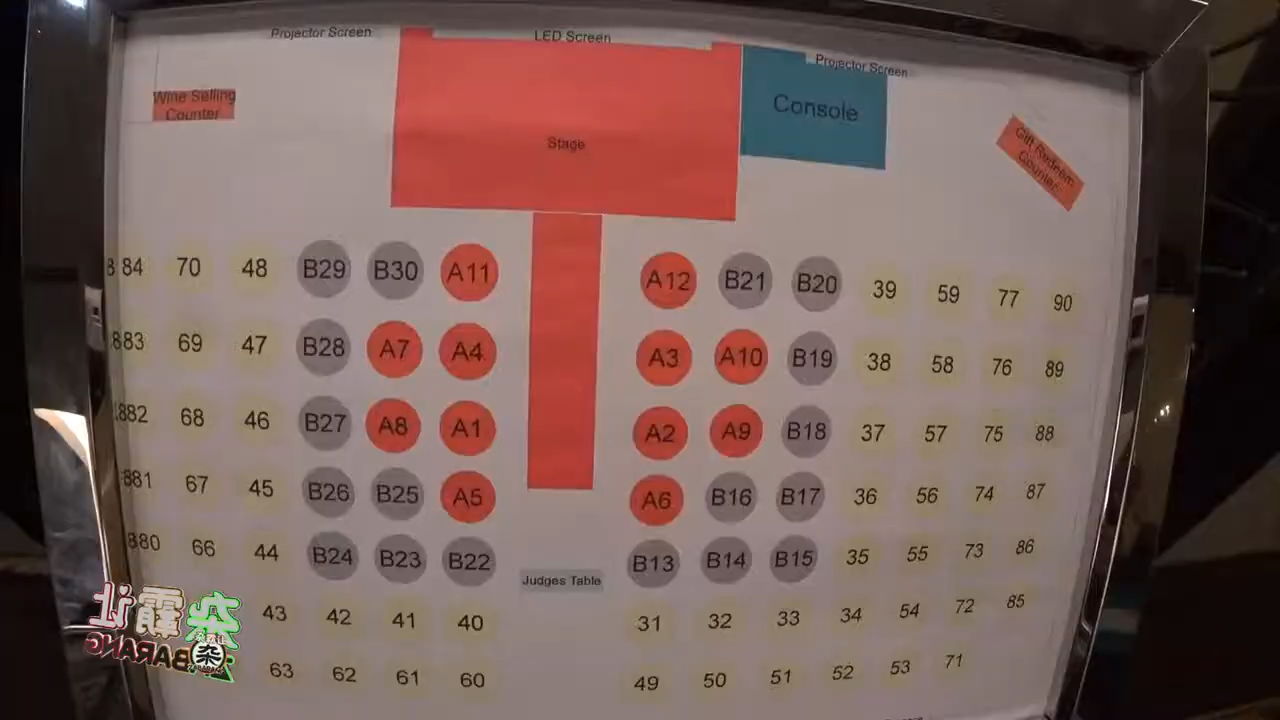 Projector Screen
LED Screen
Projector Screen
Wine Selling
Counter
Console
Stage
Gift Redeem
Counter
84 70 48 B29 B30 A11 A12 B21 B20 39 59 77 90
83 69 47 B28 A7 A4 A3 A10 B19 38 58 76 89
82 68 46 B27 A8 A1 A2 A9 B18 37 57 75 88
81 67 45 B26 B25 A5 A6 B16 B17 36 56 74 87
80 66 44 B24 B23 B22 B13 B14 B15 35 55 73 86
Judges Table
43 42 41 40 31 32 33 34 54 72 85
63 62 61 60 49 50 51 52 53 71
杂霸让
BARANG